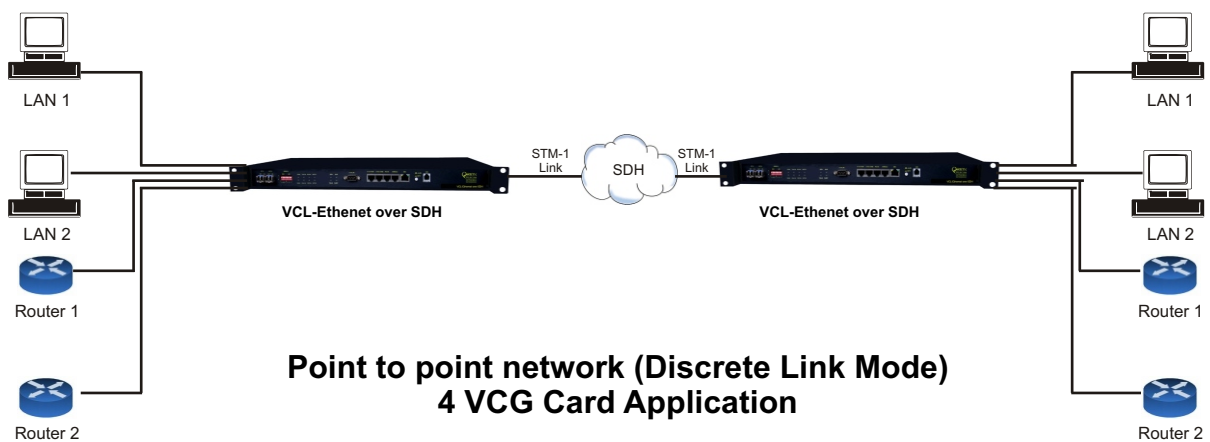 LAN 1
LAN 2
Router 1
Router 2
VCL-Ethenet over SDH
STM-1
Link
SDH
STM-1
Link
VCL-Ethenet over SDH
LAN 1
LAN 2
Router 1
Router 2
Point to point network (Discrete Link Mode)
4 VCG Card Application